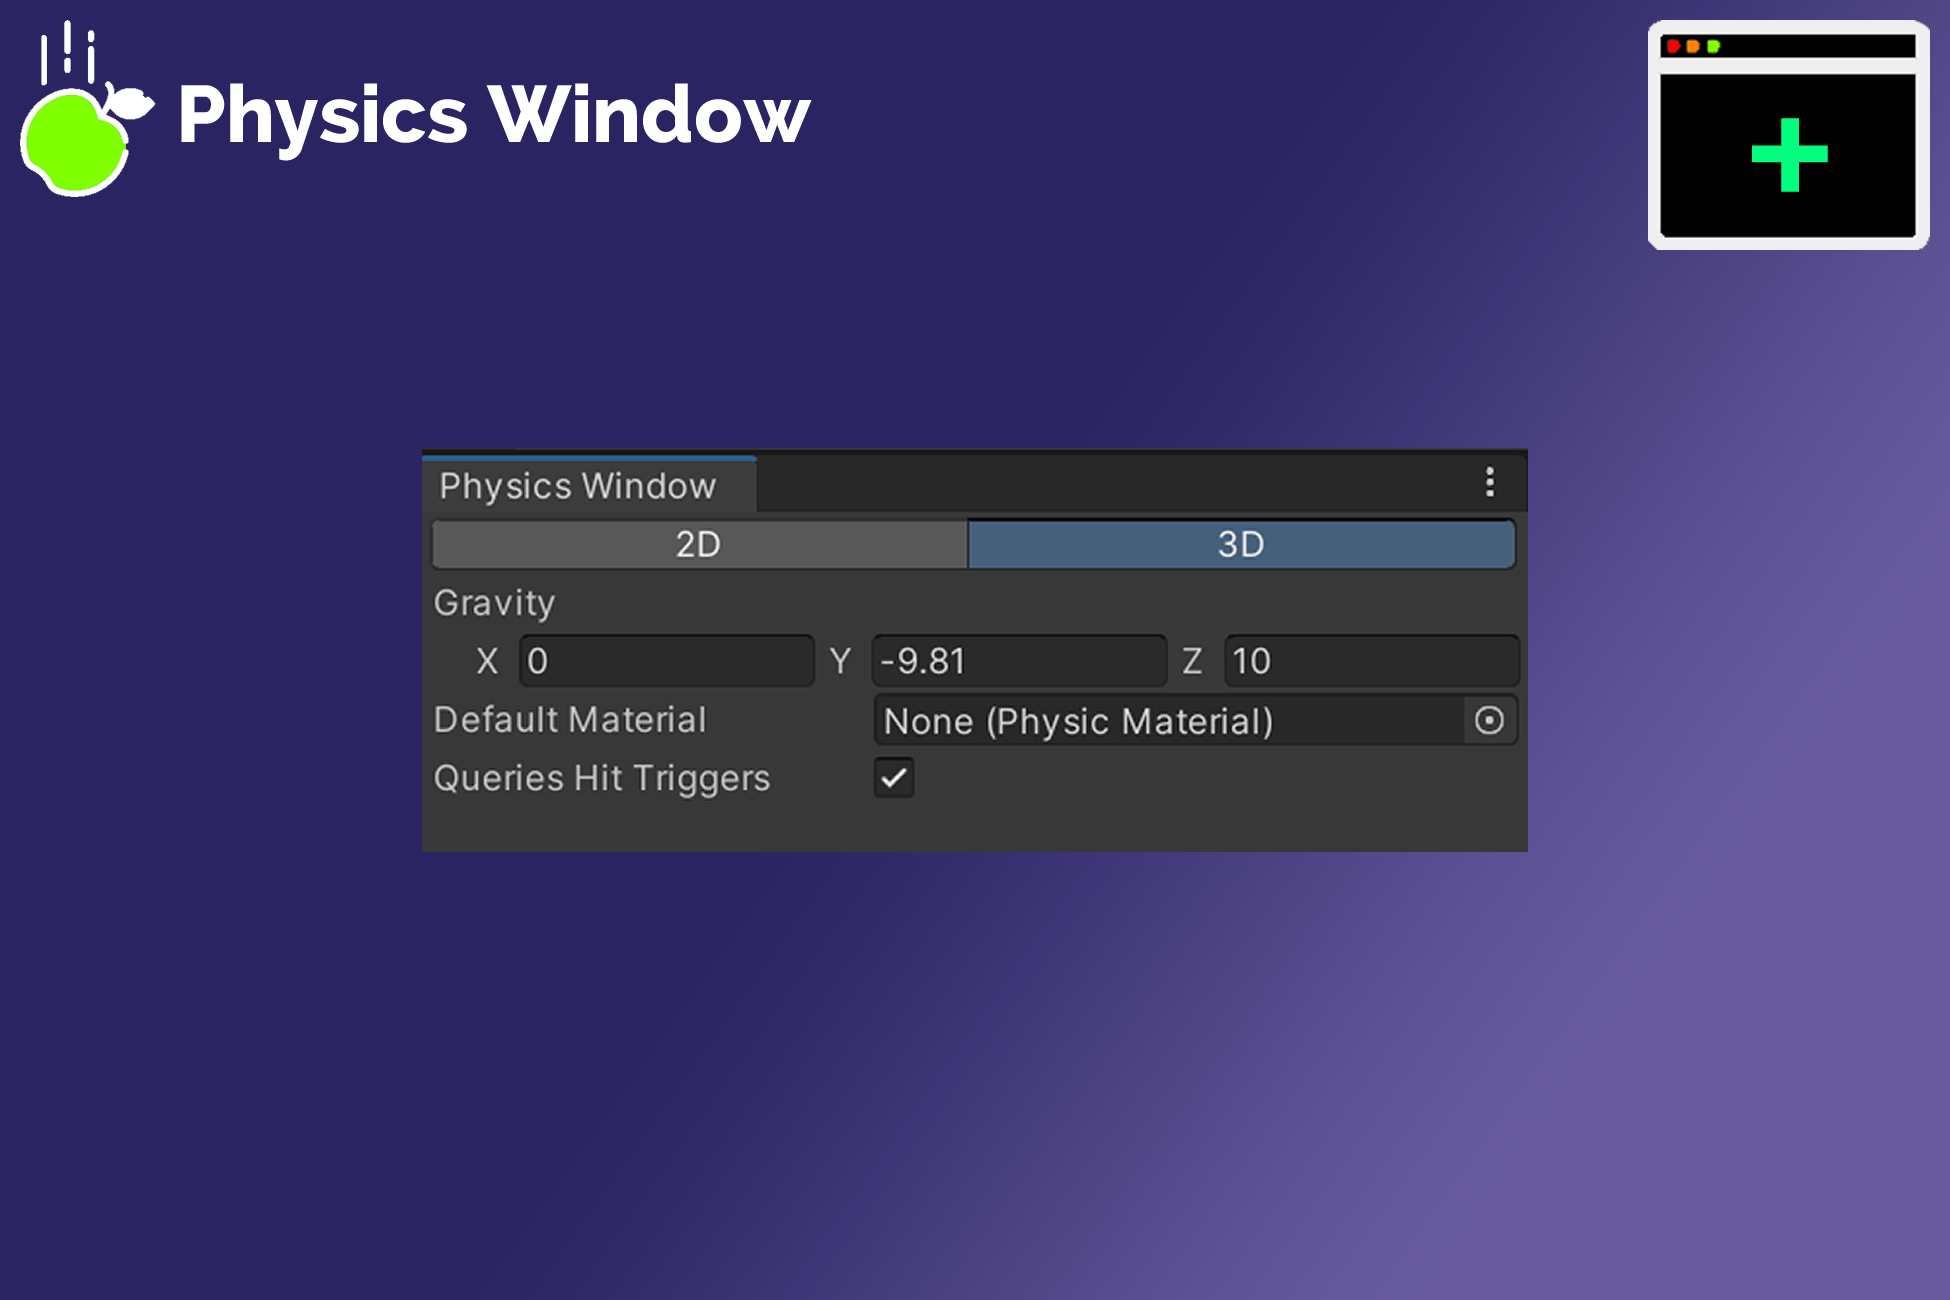 Physics Window
Physics Window
2D 3D
Gravity
X 0 Y -9.81 Z 10
Default Material None (Physic Material)
Queries Hit Triggers